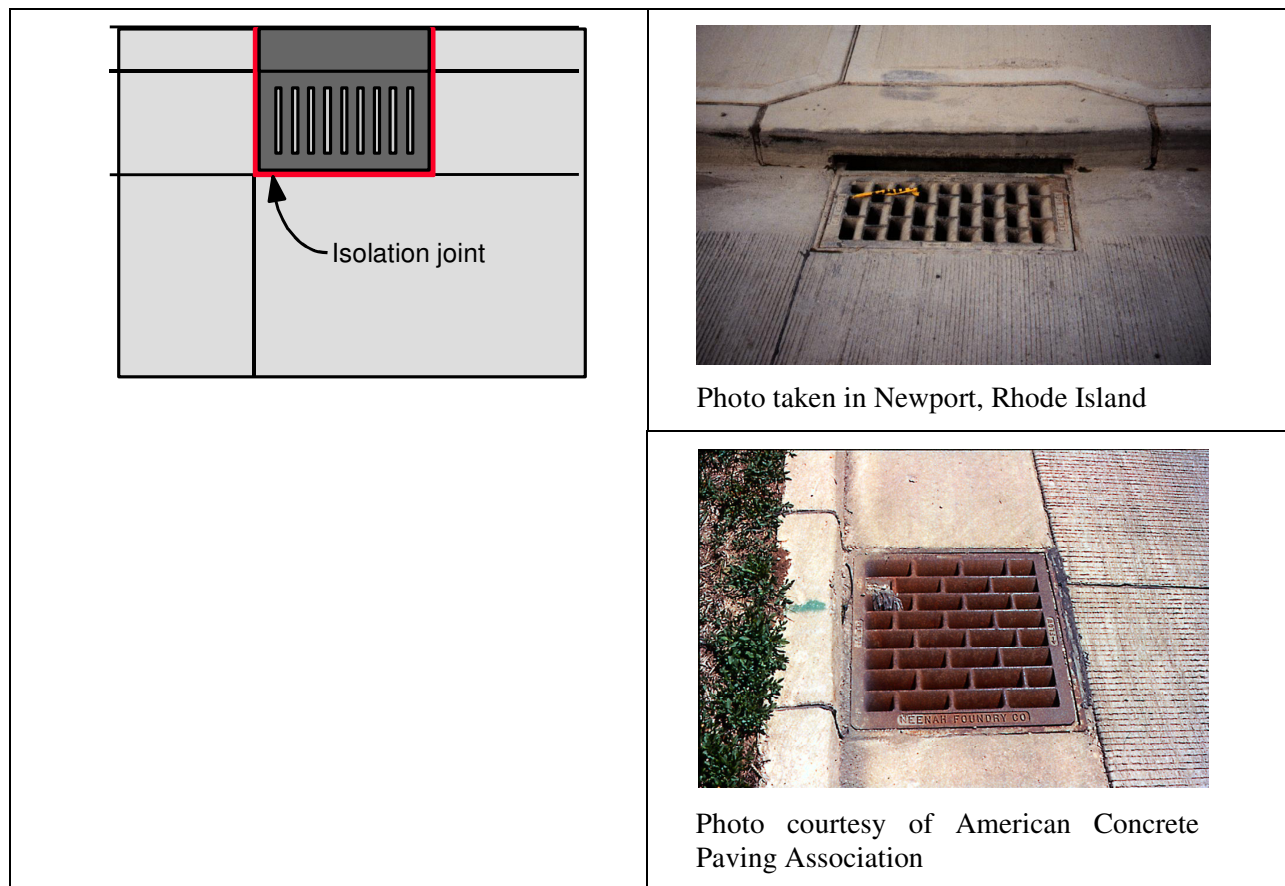 Isolation joint
Photo taken in Newport, Rhode Island
NEENAH FOUNDRY CO
Photo courtesy of American Concrete
Paving Association